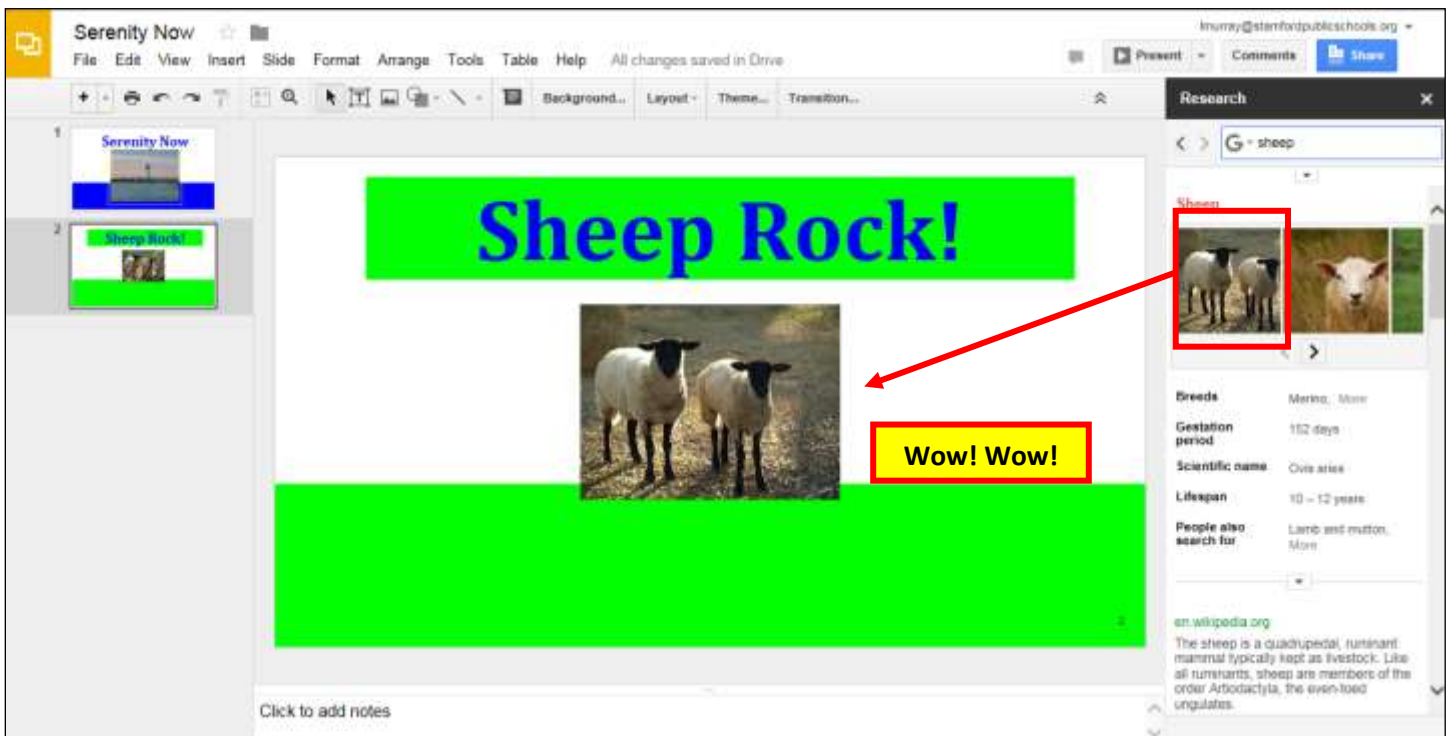 Serenity Now
lmurray@stamfordpublicschools.org
File Edit View Insert Slide Format Arrange Tools Table Help All changes saved in Drive
Present Comments Share
Background... Layout Theme... Transition...
Research
sheep
1
Serenity Now
2
Sheep Rock!
Sheep Rock!
Wow! Wow!
2
Click to add notes
Sheep
Breeds Merino, More
Gestation
period 152 days
Scientific name Ovis aries
Lifespan 10 – 12 years
People also
search for Lamb and mutton,
More
en.wikipedia.org
The sheep is a quadrupedal, ruminant
mammal typically kept as livestock. Like
all ruminants, sheep are members of the
order Artiodactyla, the even-toed
ungulates.